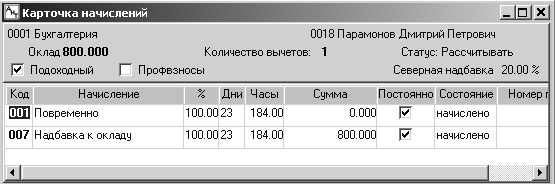 Карточка начислений
0001 Бухгалтерия 0018 Парамонов Дмитрий Петрович
Оклад 800.000 Количество вычетов: 1 Статус: Рассчитывать
Подоходный Профвзносы Северная надбавка 20.00 %
Код Начисление % Дни Часы Сумма Постоянно Состояние Номер
001 Повременно 100.00 23 184.00 0.000 начислено
007 Надбавка к окладу 100.00 23 184.00 800.000 начислено